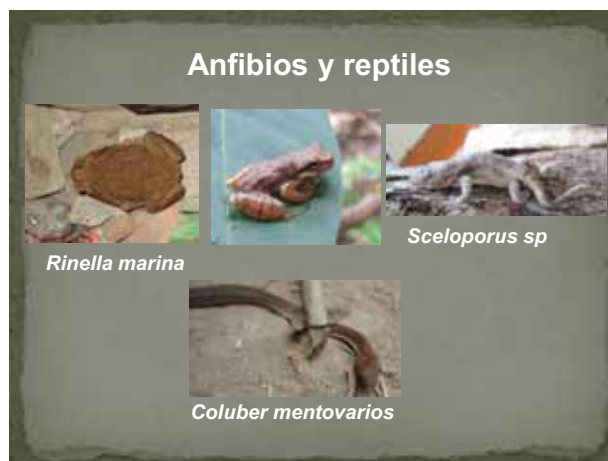 Anfibios y reptiles
Sceloporus sp
Rinella marina
Coluber mentovarios